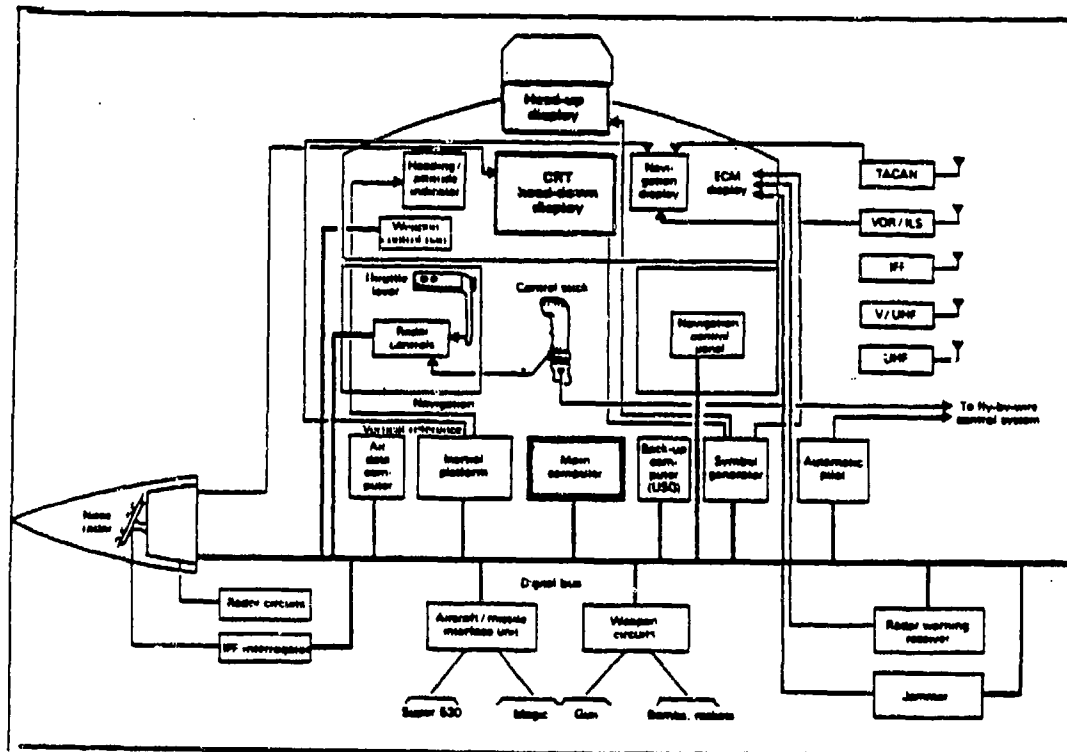 Head-up
display
Heading /
attitude
indicator
CRT
head-down
display
Navi-
gation
display
ECM
display
TACAN
VOR / ILS
IFF
V / UHF
UHF
Weapon
control
Throttle
lever
Control stick
Radar
controls
Navigation
control
panel
Navigation
Vertical reference
To fly-by-wire
control system
Air
data
com-
puter
Inertial
platform
Main
computer
Back-up
com-
puter
(USG)
Symbol
generator
Automatic
pilot
Nose
radar
Digital bus
Radar circuits
IFF interrogator
Aircraft / missile
interface unit
Weapon
circuits
Radar warning
receiver
Jammer
Super 530
Magic
Gun
Bombs, rockets